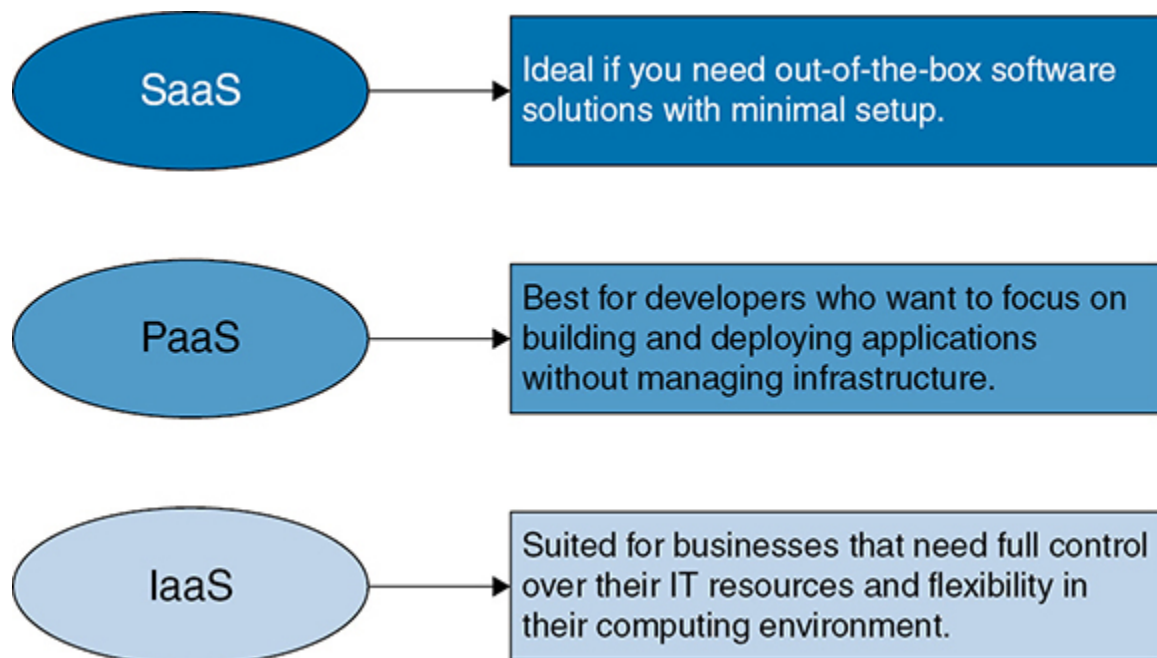 SaaS
Ideal if you need out-of-the-box software
solutions with minimal setup.
PaaS
Best for developers who want to focus on
building and deploying applications
without managing infrastructure.
IaaS
Suited for businesses that need full control
over their IT resources and flexibility in
their computing environment.